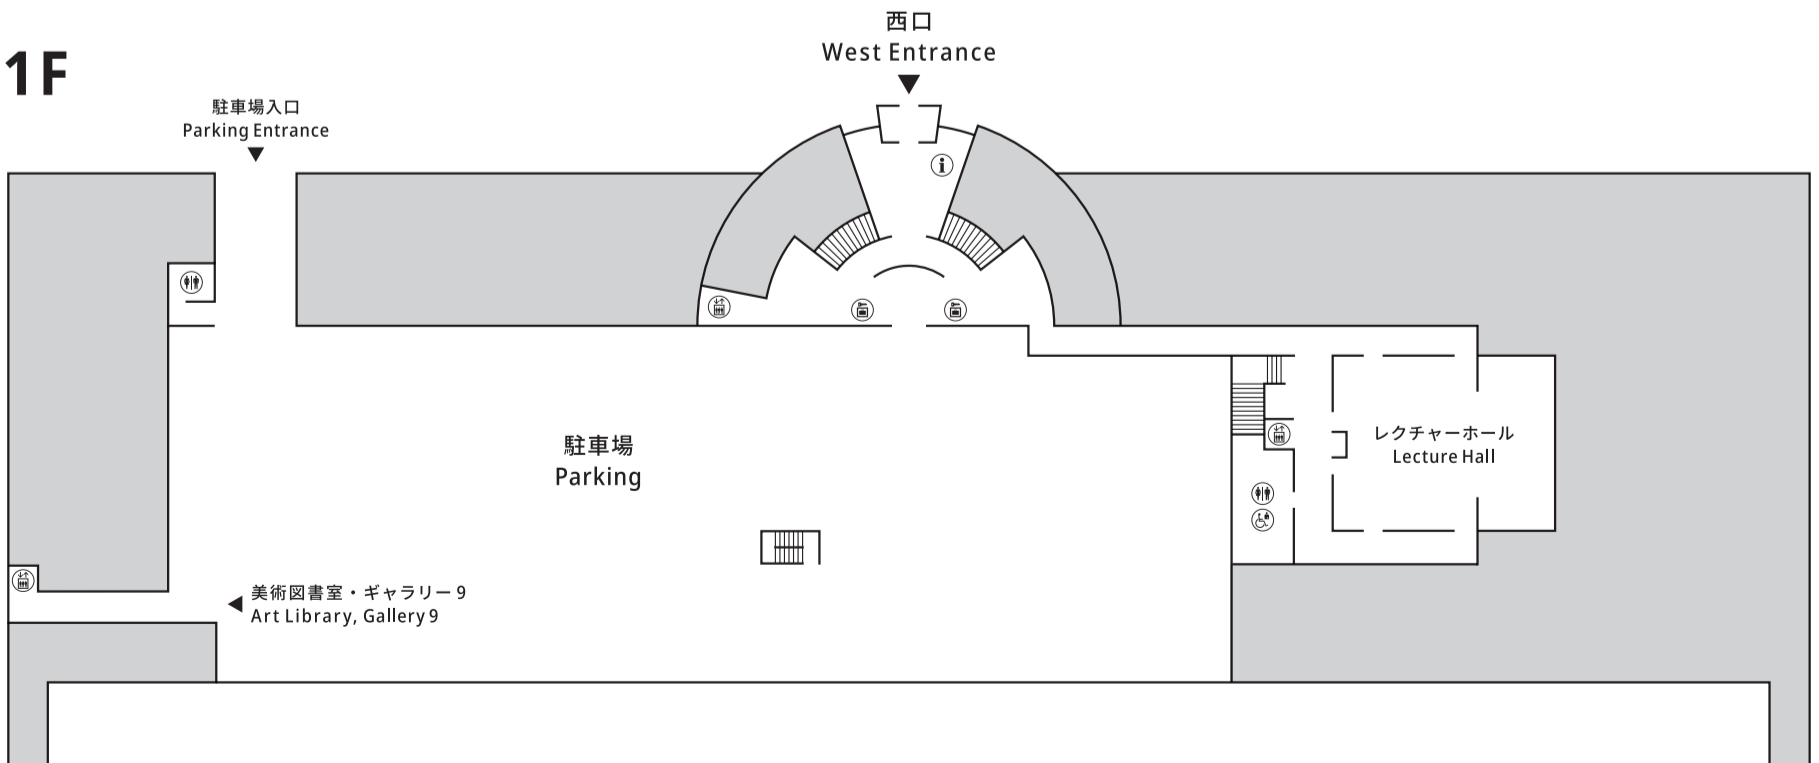 1F
西口
West Entrance
駐車場入口
Parking Entrance
駐車場
Parking
レクチャーホール
Lecture Hall
美術図書室・ギャラリー 9
Art Library, Gallery 9